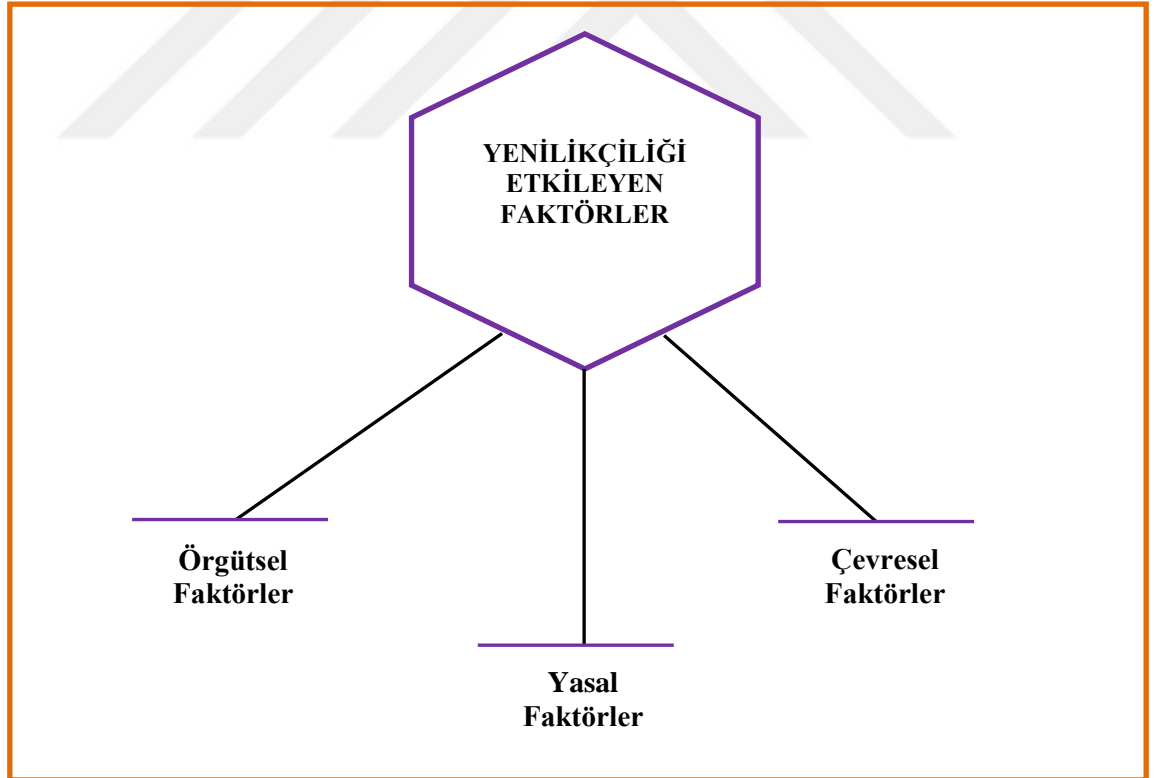 YENİLİKÇİLİĞİ
ETKİLEYEN
FAKTÖRLER
Örgütsel
Faktörler
Çevresel
Faktörler
Yasal
Faktörler